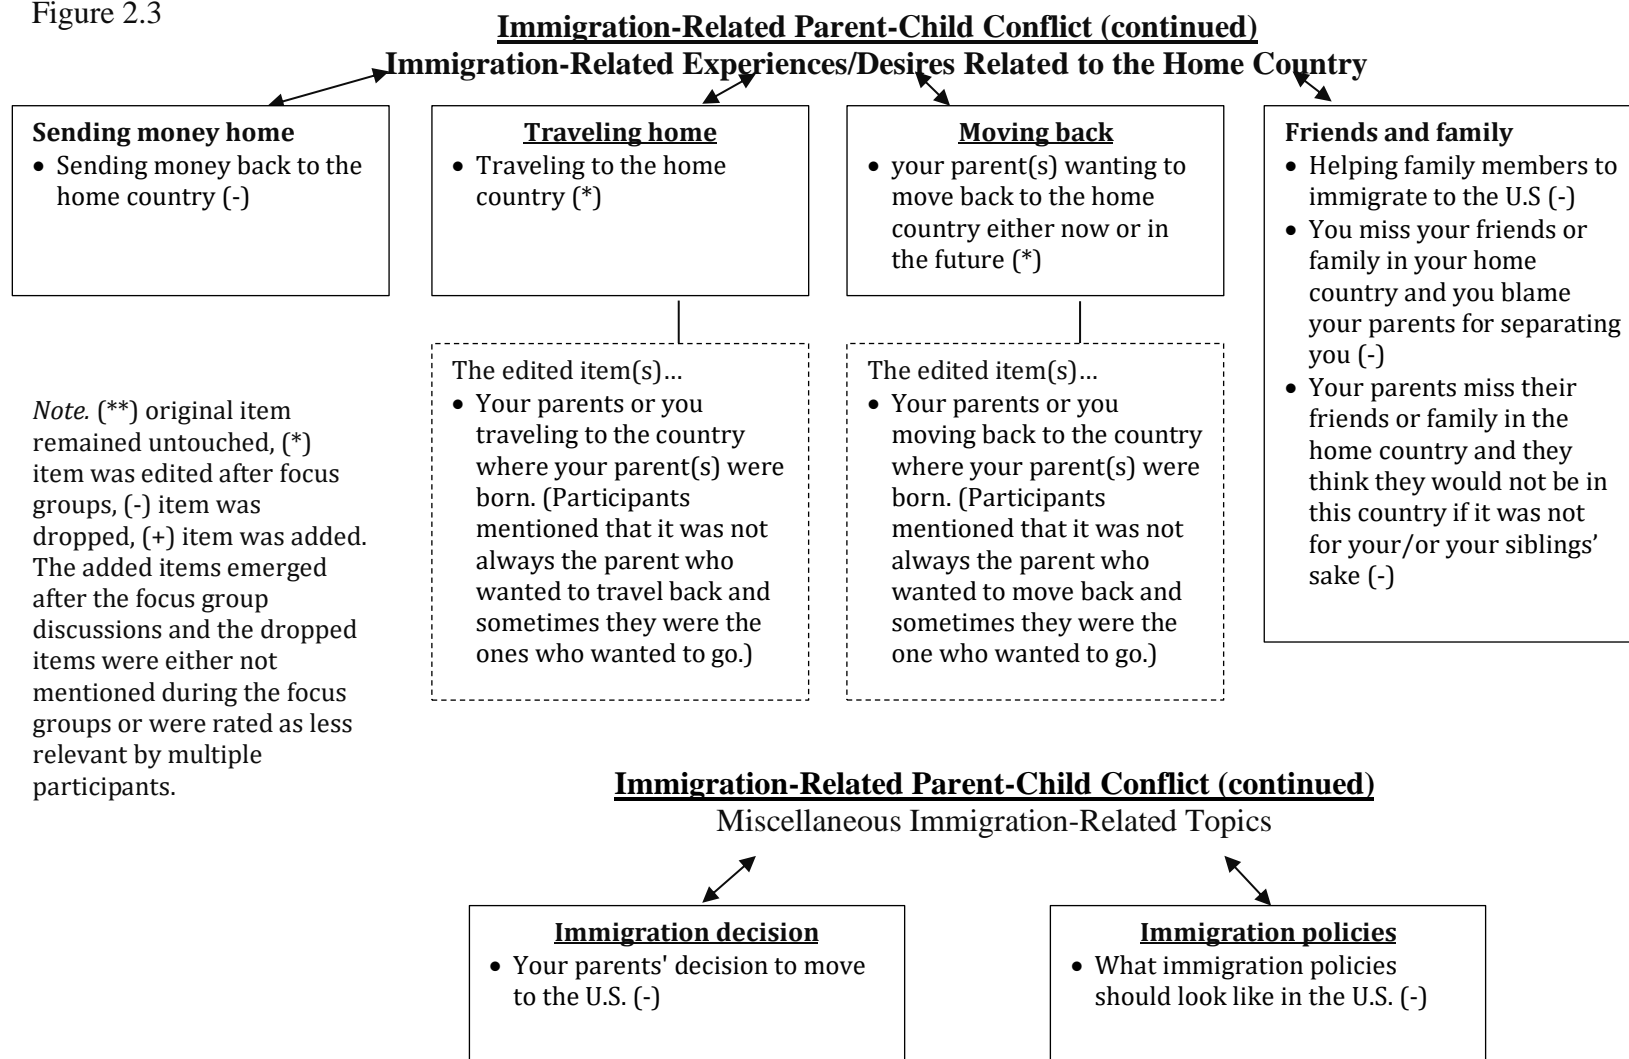 Figure 2.3
Immigration-Related Parent-Child Conflict (continued)
Immigration-Related Experiences/Desires Related to the Home Country
Sending money home
• Sending money back to the
home country (-)
Traveling home
• Traveling to the home
country (*)
Moving back
• your parent(s) wanting to
move back to the home
country either now or in
the future (*)
Friends and family
• Helping family members to
immigrate to the U.S (-)
• You miss your friends or
family in your home
country and you blame
your parents for separating
you (-)
• Your parents miss their
friends or family in the
home country and they
think they would not be in
this country if it was not
for your/or your siblings’
sake (-)
The edited item(s)…
• Your parents or you
traveling to the country
where your parent(s) were
born. (Participants
mentioned that it was not
always the parent who
wanted to travel back and
sometimes they were the
ones who wanted to go.)
The edited item(s)…
• Your parents or you
moving back to the country
where your parent(s) were
born. (Participants
mentioned that it was not
always the parent who
wanted to move back and
sometimes they were the
one who wanted to go.)
Note. (**) original item
remained untouched, (*)
item was edited after focus
groups, (-) item was
dropped, (+) item was added.
The added items emerged
after the focus group
discussions and the dropped
items were either not
mentioned during the focus
groups or were rated as less
relevant by multiple
participants.
Immigration-Related Parent-Child Conflict (continued)
Miscellaneous Immigration-Related Topics
Immigration decision
• Your parents' decision to move
to the U.S. (-)
Immigration policies
• What immigration policies
should look like in the U.S. (-)